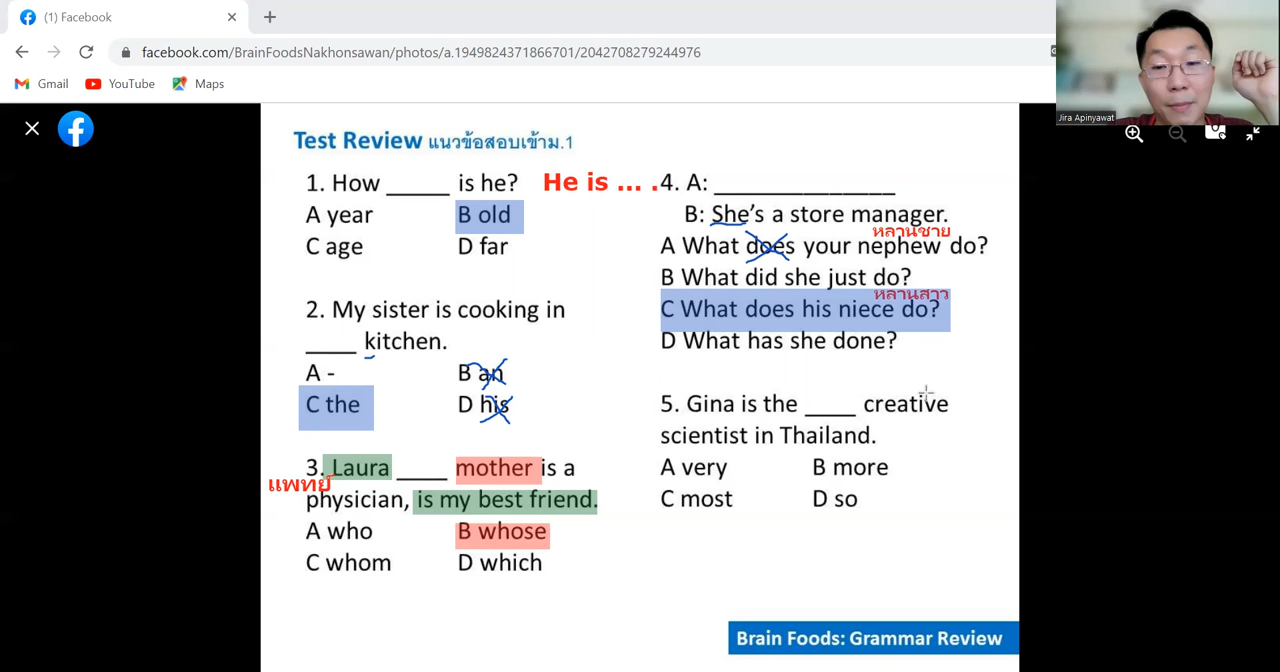 (1) Facebook
facebook.com/BrainFoodsNakhonsawan/photos/a.1949824371866701/2042708279244976
Gmail YouTube Maps
Jira Apinyawat
Test Review แนวข้อสอบเข้าม.1
1. How _____ is he? He is ... .
A year B old
C age D far
2. My sister is cooking in
____ kitchen.
A - B an
C the D his
3. Laura ____ mother is a
แพทย์
physician, is my best friend.
A who B whose
C whom D which
4. A: ______________
B: She's a store manager.
หลานชาย
A What does your nephew do?
B What did she just do?
หลานสาว
C What does his niece do?
D What has she done?
5. Gina is the ____ creative
scientist in Thailand.
A very B more
C most D so
Brain Foods: Grammar Review